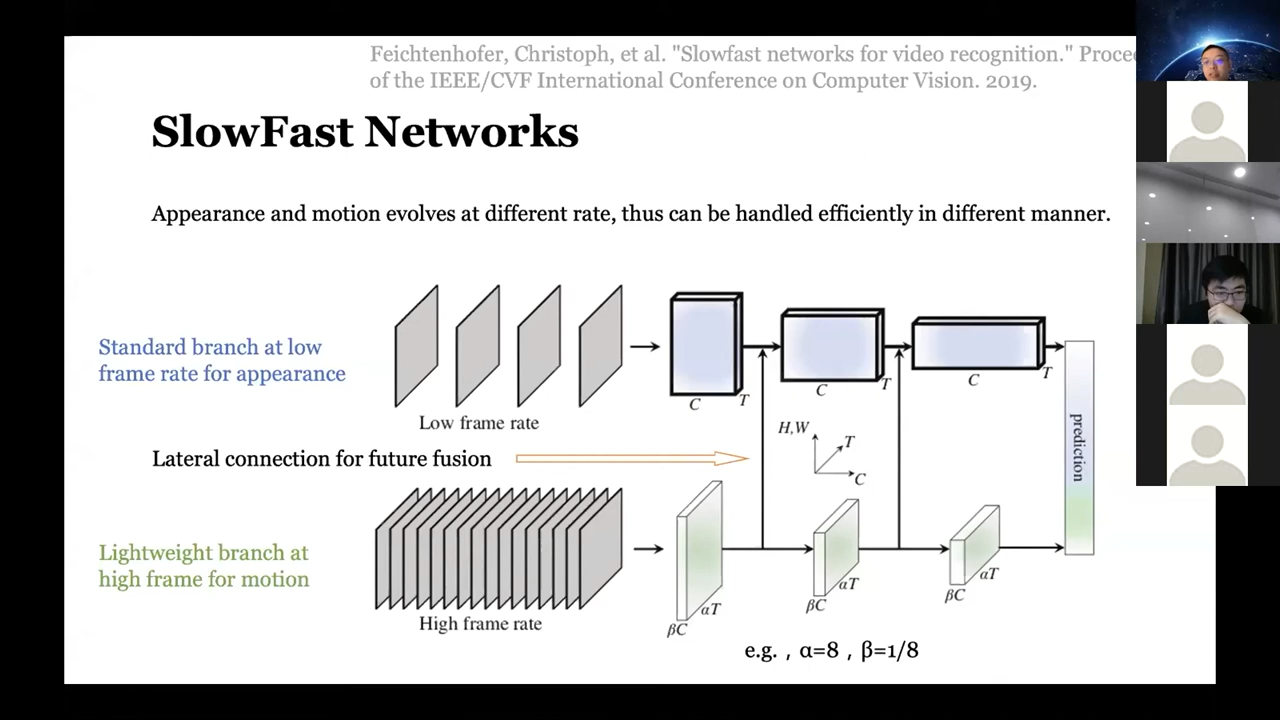 Feichtenhofer, Christoph, et al. "Slowfast networks for video recognition."
of the IEEE/CVF International Conference on Computer Vision. 2019.
SlowFast Networks
Appearance and motion evolves at different rate, thus can be handled efficiently in different manner.
Standard branch at low
frame rate for appearance
Low frame rate
C
T
C
T
C
T
prediction
H,W
T
C
Lateral connection for future fusion
Lightweight branch at
high frame for motion
High frame rate
βC
αT
βC
αT
βC
αT
e.g. , α=8 , β=1/8